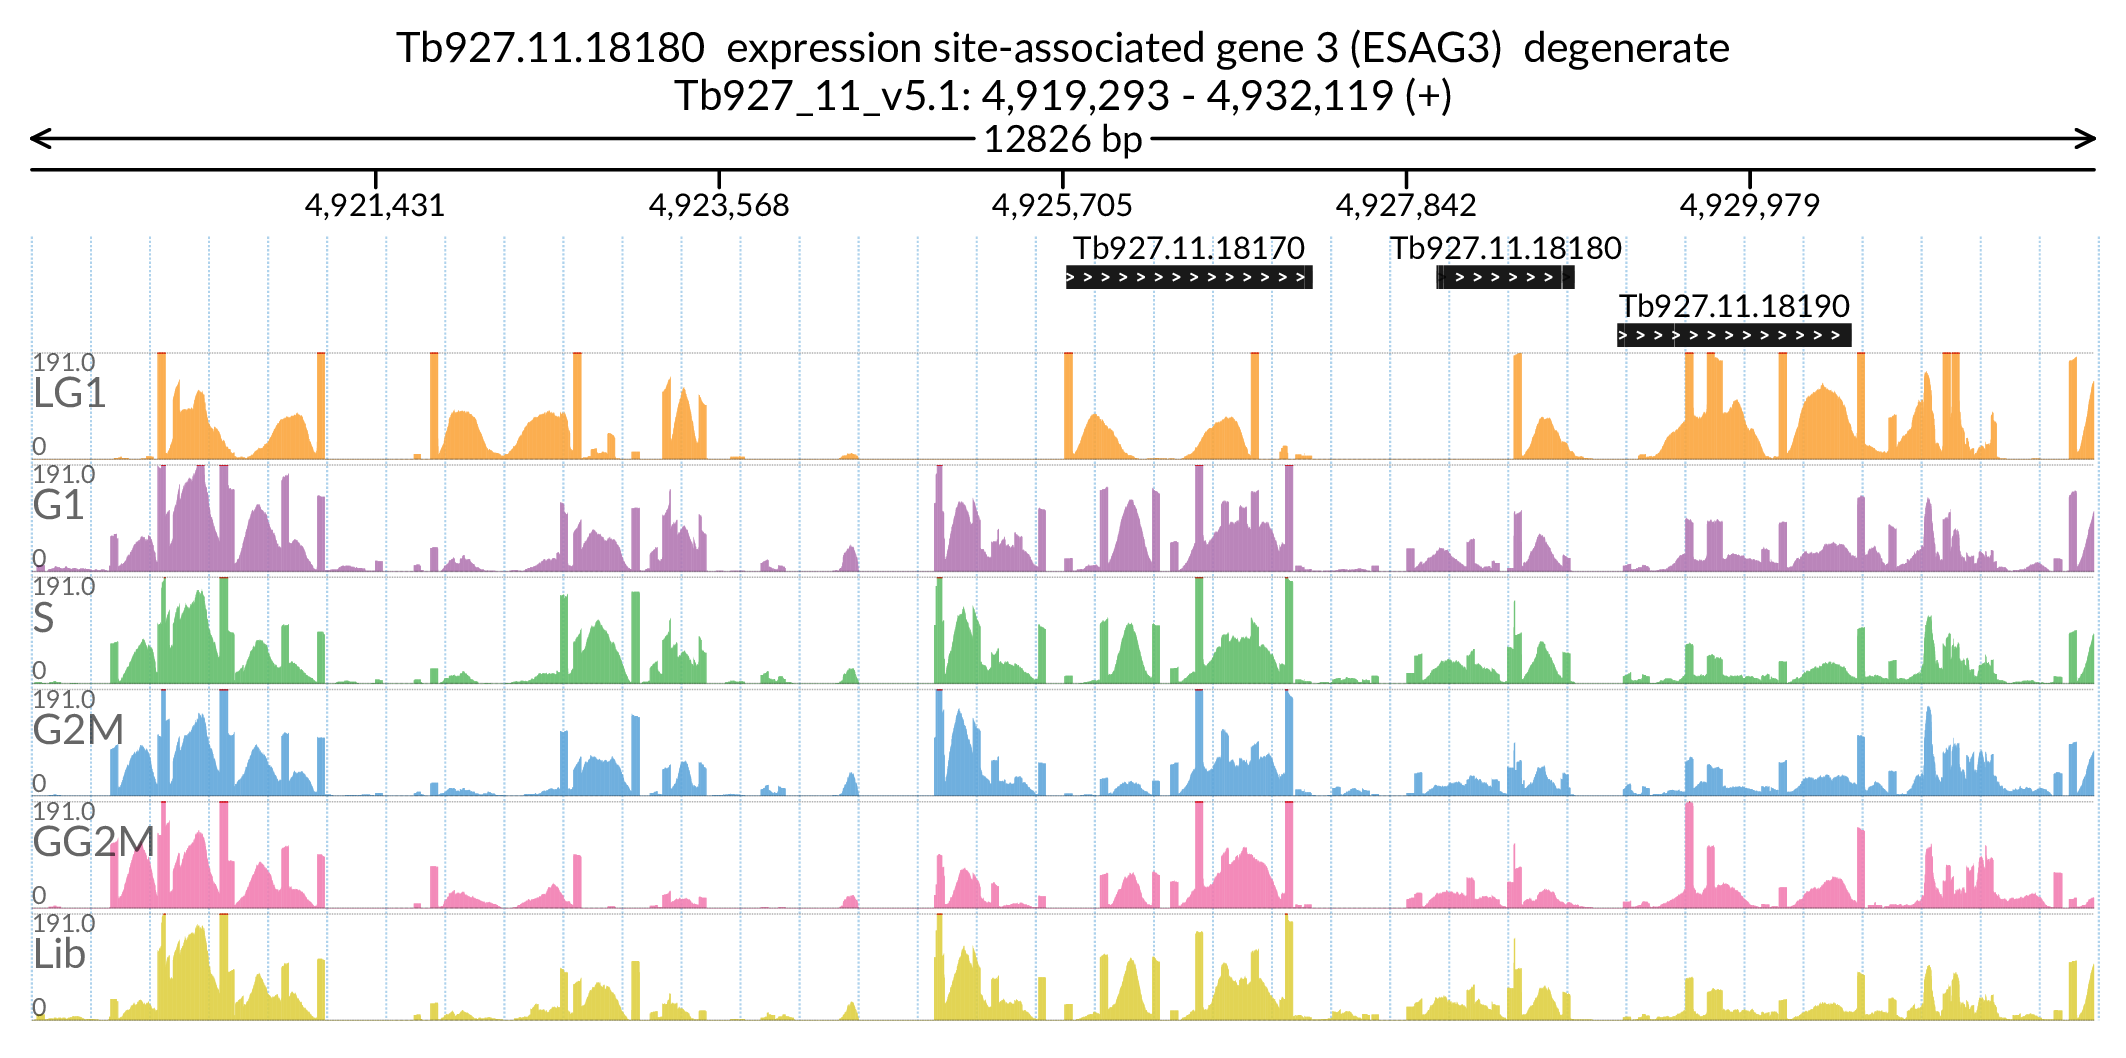 Tb927.11.18180 expression site-associated gene 3 (ESAG3) degenerate
Tb927_11_v5.1: 4,919,293 - 4,932,119 (+)
12826 bp
4,921,431 4,923,568 4,925,705 4,927,842 4,929,979
Tb927.11.18170 Tb927.11.18180
Tb927.11.18190
191.0
LG1
0
191.0
G1
0
191.0
S
0
191.0
G2M
0
191.0
GG2M
0
191.0
Lib
0